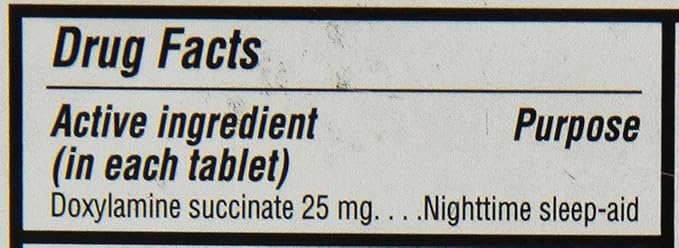 Drug Facts
Active ingredient Purpose
(in each tablet)
Doxylamine succinate 25 mg. . . .Nighttime sleep-aid